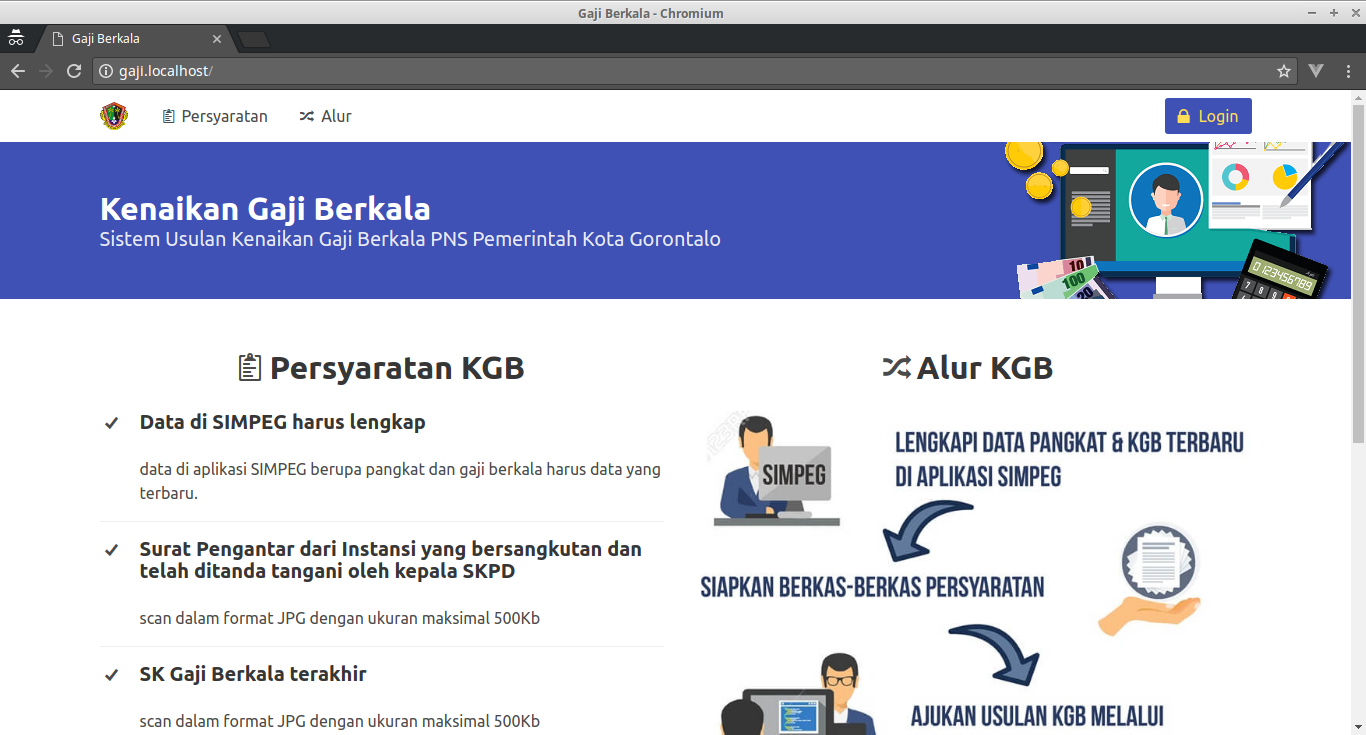 Gaji Berkala - Chromium
Gaji Berkala
gaji.localhost/
Persyaratan
Alur
Login
Kenaikan Gaji Berkala
Sistem Usulan Kenaikan Gaji Berkala PNS Pemerintah Kota Gorontalo
10
100
20
0123456789
7 8 9
Persyaratan KGB
Data di SIMPEG harus lengkap
data di aplikasi SIMPEG berupa pangkat dan gaji berkala harus data yang
terbaru.
Surat Pengantar dari Instansi yang bersangkutan dan
telah ditanda tangani oleh kepala SKPD
scan dalam format JPG dengan ukuran maksimal 500Kb
SK Gaji Berkala terakhir
scan dalam format JPG dengan ukuran maksimal 500Kb
Alur KGB
SIMPEG
LENGKAPI DATA PANGKAT & KGB TERBARU
DI APLIKASI SIMPEG
SIAPKAN BERKAS-BERKAS PERSYARATAN
AJUKAN USULAN KGB MELALUI